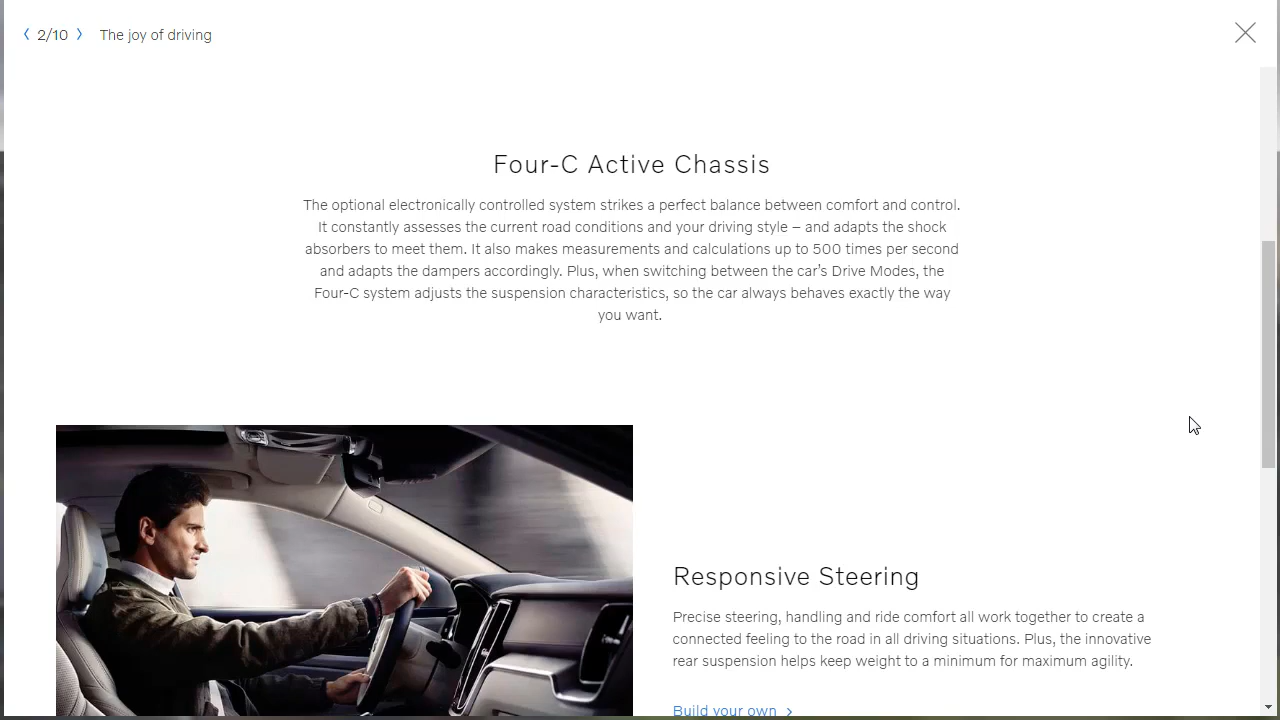 2/10 The joy of driving
Four-C Active Chassis
The optional electronically controlled system strikes a perfect balance between comfort and control.
It constantly assesses the current road conditions and your driving style – and adapts the shock
absorbers to meet them. It also makes measurements and calculations up to 500 times per second
and adapts the dampers accordingly. Plus, when switching between the car's Drive Modes, the
Four-C system adjusts the suspension characteristics, so the car always behaves exactly the way
you want.
Responsive Steering
Precise steering, handling and ride comfort all work together to create a
connected feeling to the road in all driving situations. Plus, the innovative
rear suspension helps keep weight to a minimum for maximum agility.
Build your own